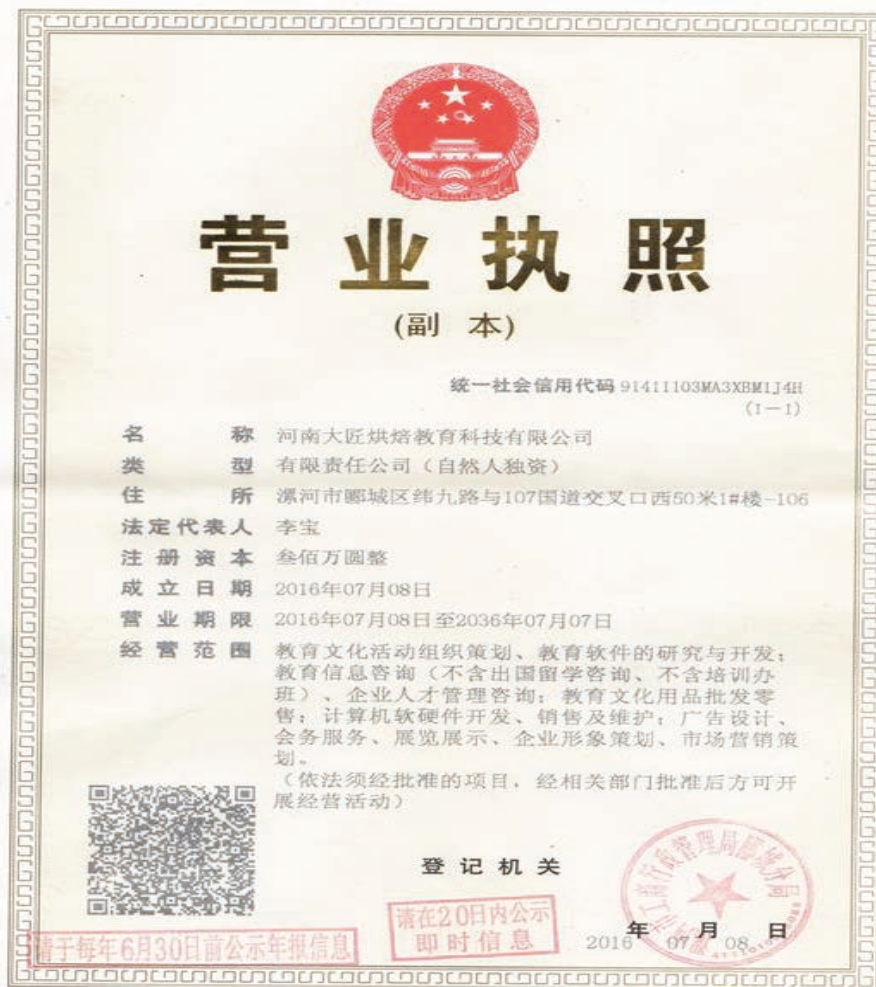 营业执照
(副 本)
统一社会信用代码 91411103MA3XBM1J4H
(1-1)
名 称 河南大匠烘焙教育科技有限公司
类 型 有限责任公司（自然人独资）
住 所 漯河市郾城区纬九路与107国道交叉口西50米1#楼-106
法定代表人 李宝
注 册 资 本 叁佰万圆整
成 立 日 期 2016年07月08日
营 业 期 限 2016年07月08日至2036年07月07日
经 营 范 围 教育文化活动组织策划、教育软件的研究与开发；
教育信息咨询（不含出国留学咨询、不含培训办
班）、企业人才管理咨询；教育文化用品批发零
售；计算机软硬件开发、销售及维护；广告设计、
会务服务、展览展示、企业形象策划、市场营销策
划。
（依法须经批准的项目，经相关部门批准后方可开
展经营活动）
登 记 机 关
工商行政管理局郾城分局
请于每年6月30日前公示年报信息
请在20日内公示
即时信息
2016 年 07 月 08 日